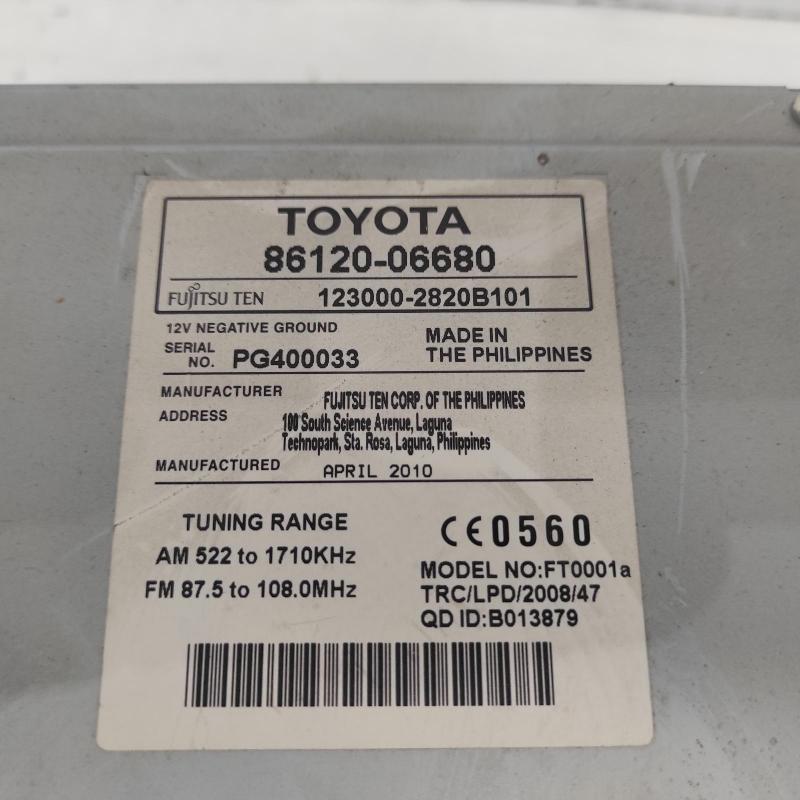 TOYOTA
86120-06680
FUJITSU TEN 123000-2820B101
12V NEGATIVE GROUND
SERIAL NO. PG400033
MADE IN
THE PHILIPPINES
MANUFACTURER FUJITSU TEN CORP. OF THE PHILIPPINES
ADDRESS 100 South Science Avenue, Laguna
Technopark, Sta. Rosa, Laguna, Philippines
MANUFACTURED APRIL 2010
TUNING RANGE
AM 522 to 1710KHz
FM 87.5 to 108.0MHz
CE0560
MODEL NO:FT0001a
TRC/LPD/2008/47
QD ID:B013879